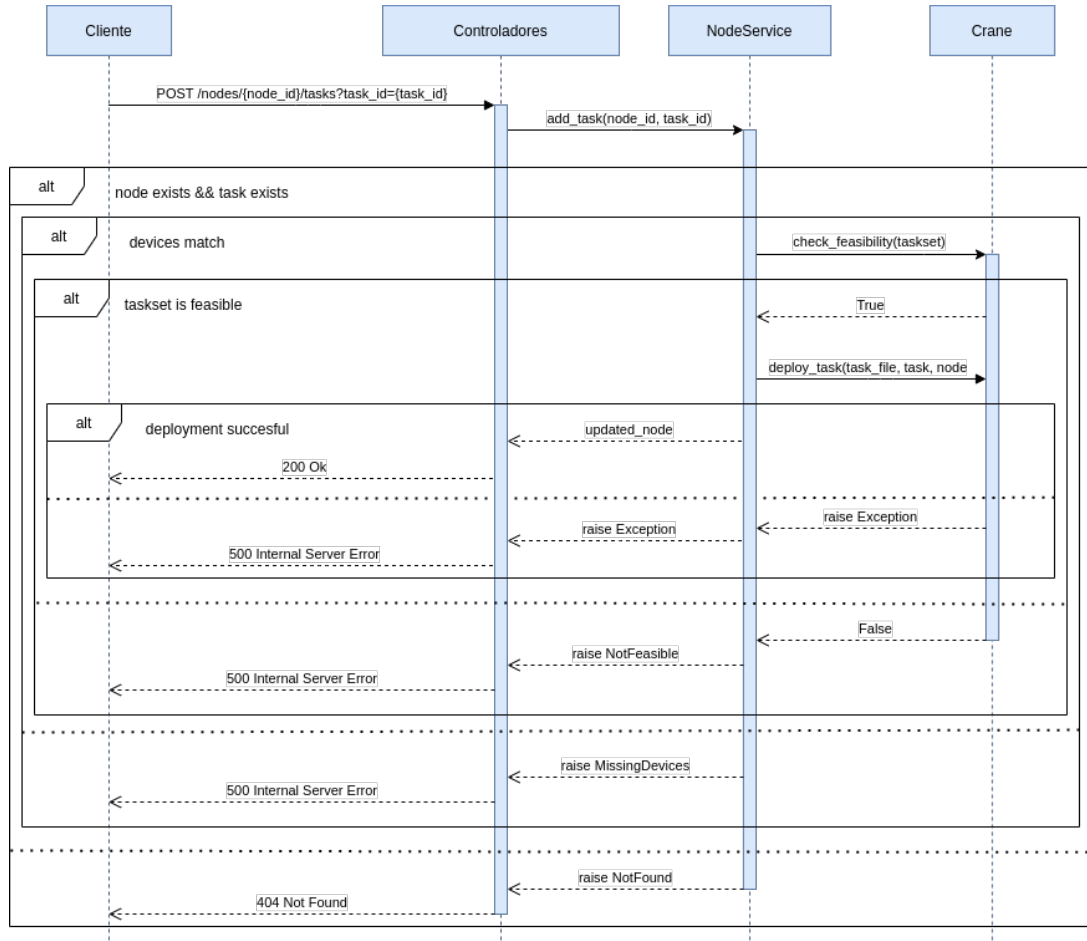 Cliente
Controladores
NodeService
Crane
POST /nodes/{node_id}/tasks?task_id={task_id}
add_task(node_id, task_id)
alt
node exists && task exists
alt
devices match
check_feasibility(taskset)
alt
taskset is feasible
True
deploy_task(task_file, task, node
alt
deployment succesful
updated_node
200 Ok
raise Exception
raise Exception
500 Internal Server Error
False
raise NotFeasible
500 Internal Server Error
raise MissingDevices
500 Internal Server Error
raise NotFound
404 Not Found